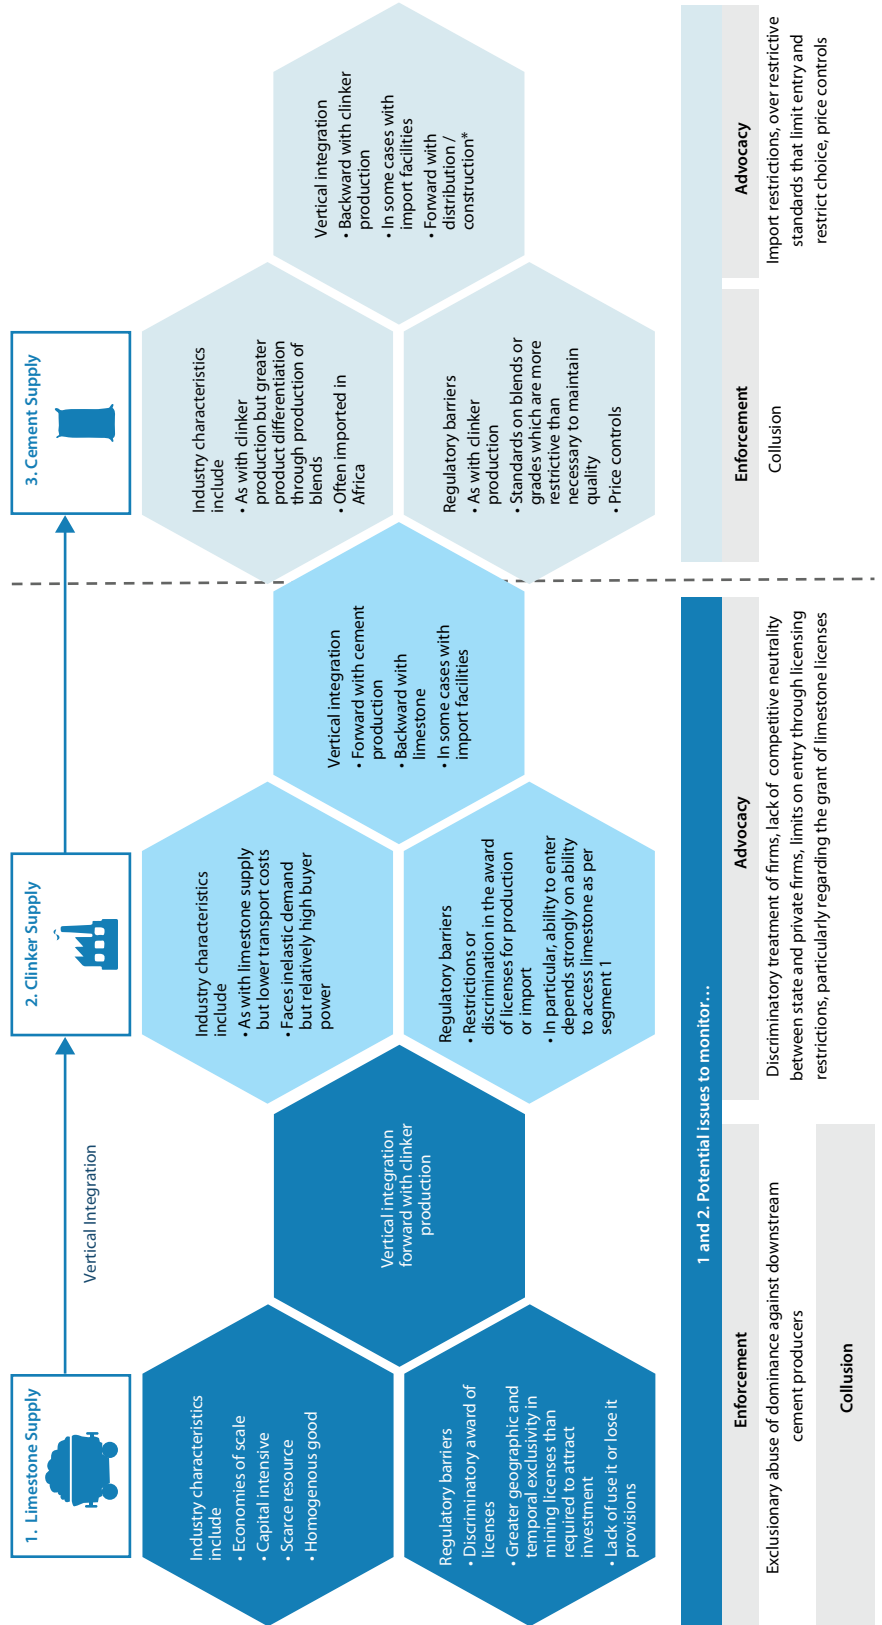 1. Limestone Supply
Vertical Integration
2. Clinker Supply
3. Cement Supply
Industry characteristics
include
• Economies of scale
• Capital intensive
• Scarce resource
• Homogenous good
Regulatory barriers
• Discriminatory award of
licenses
• Greater geographic and
temporal exclusivity in
mining licenses than
required to attract
investment
• Lack of use it or lose it
provisions
Vertical integration
forward with clinker
production
Industry characteristics
include
• As with limestone supply
but lower transport costs
• Faces inelastic demand
but relatively high buyer
power
Regulatory barriers
• Restrictions or
discrimination in the award
of licenses for production
or import
• In particular, ability to enter
depends strongly on ability
to access limestone as per
segment 1
Vertical integration
• Forward with cement
production
• Backward with
limestone
• In some cases with
import facilities
Industry characteristics
include
• As with clinker
production but greater
product differentiation
through production of
blends
• Often imported in
Africa
Regulatory barriers
• As with clinker
production
• Standards on blends or
grades which are more
restrictive than
necessary to maintain
quality
• Price controls
Vertical integration
• Backward with clinker
production
• In some cases with
import facilities
• Forward with
distribution /
construction*
1 and 2. Potential issues to monitor…
Enforcement
Exclusionary abuse of dominance against downstream
cement producers
Collusion
Advocacy
Discriminatory treatment of firms, lack of competitive neutrality
between state and private firms, limits on entry through licensing
restrictions, particularly regarding the grant of limestone licenses
Enforcement
Collusion
Advocacy
Import restrictions, over restrictive
standards that limit entry and
restrict choice, price controls